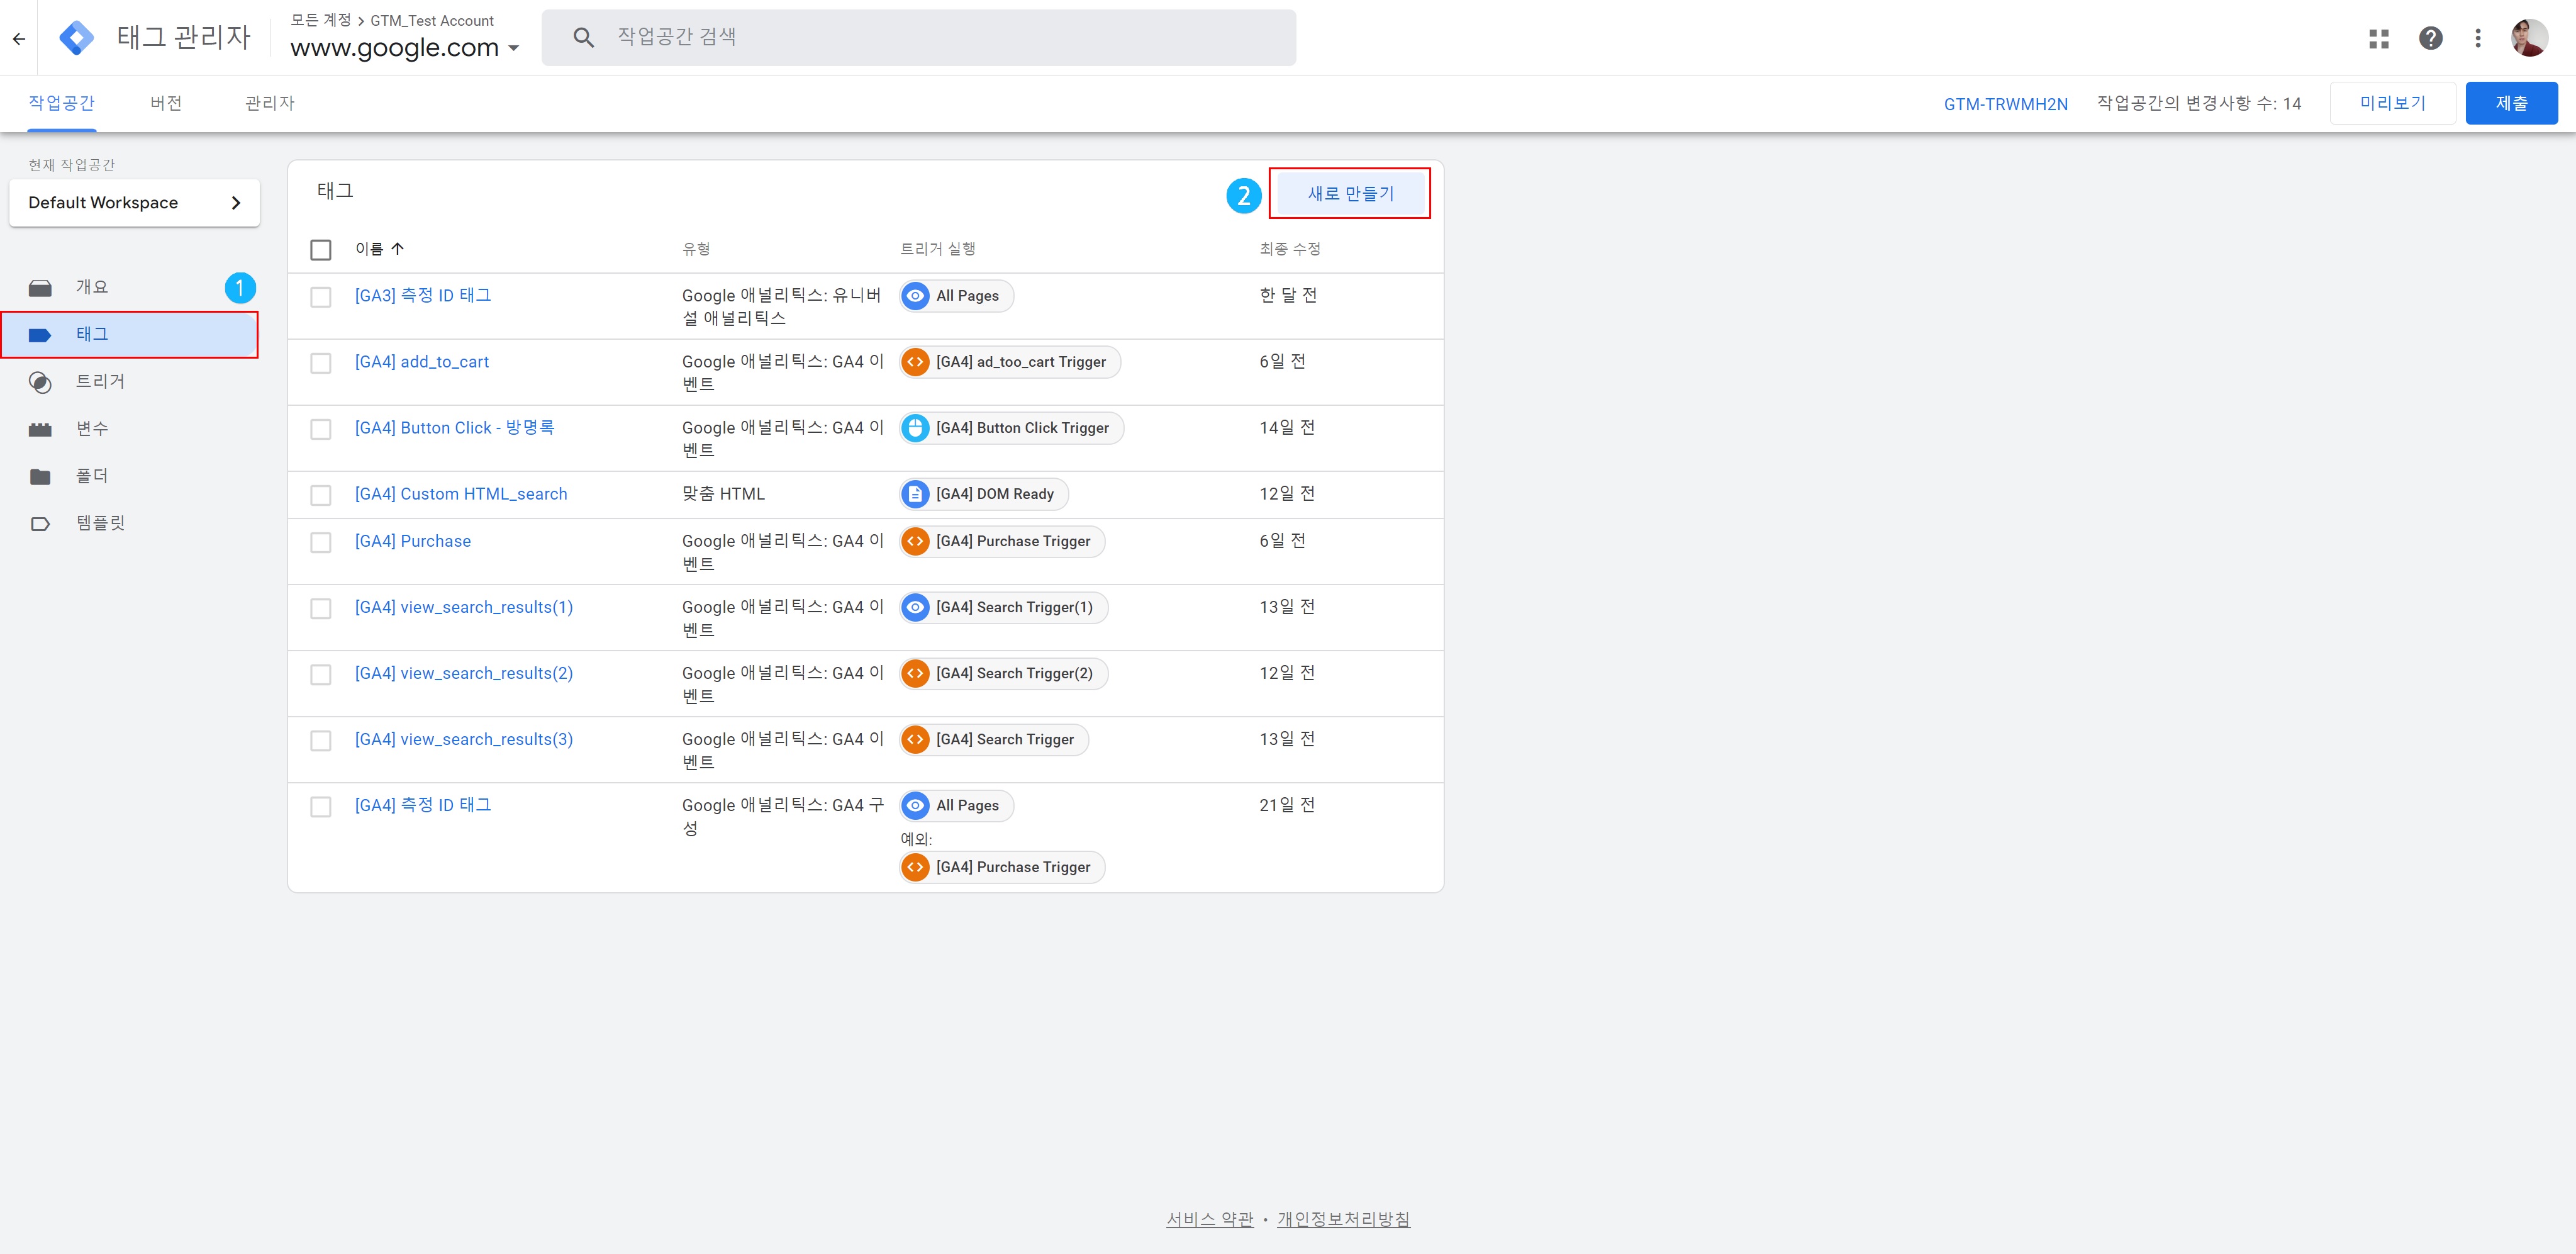 태그 관리자
모든 계정 > GTM_Test Account
www.google.com
작업공간 검색
작업공간
버전
관리자
GTM-TRWMH2N
작업공간의 변경사항 수: 14
미리보기
제출
현재 작업공간
Default Workspace
개요
1
태그
트리거
변수
폴더
템플릿
태그
2
새로 만들기
이름 유형 트리거 실행 최종 수정
[GA3] 측정 ID 태그 Google 애널리틱스: 유니버 All Pages 한 달 전
설 애널리틱스
[GA4] add_to_cart Google 애널리틱스: GA4 이 [GA4] ad_too_cart Trigger 6일 전
벤트
[GA4] Button Click - 방명록 Google 애널리틱스: GA4 이 [GA4] Button Click Trigger 14일 전
벤트
[GA4] Custom HTML_search 맞춤 HTML [GA4] DOM Ready 12일 전
[GA4] Purchase Google 애널리틱스: GA4 이 [GA4] Purchase Trigger 6일 전
벤트
[GA4] view_search_results(1) Google 애널리틱스: GA4 이 [GA4] Search Trigger(1) 13일 전
벤트
[GA4] view_search_results(2) Google 애널리틱스: GA4 이 [GA4] Search Trigger(2) 12일 전
벤트
[GA4] view_search_results(3) Google 애널리틱스: GA4 이 [GA4] Search Trigger 13일 전
벤트
[GA4] 측정 ID 태그 Google 애널리틱스: GA4 구 All Pages 21일 전
성
예외:
[GA4] Purchase Trigger
서비스 약관 • 개인정보처리방침